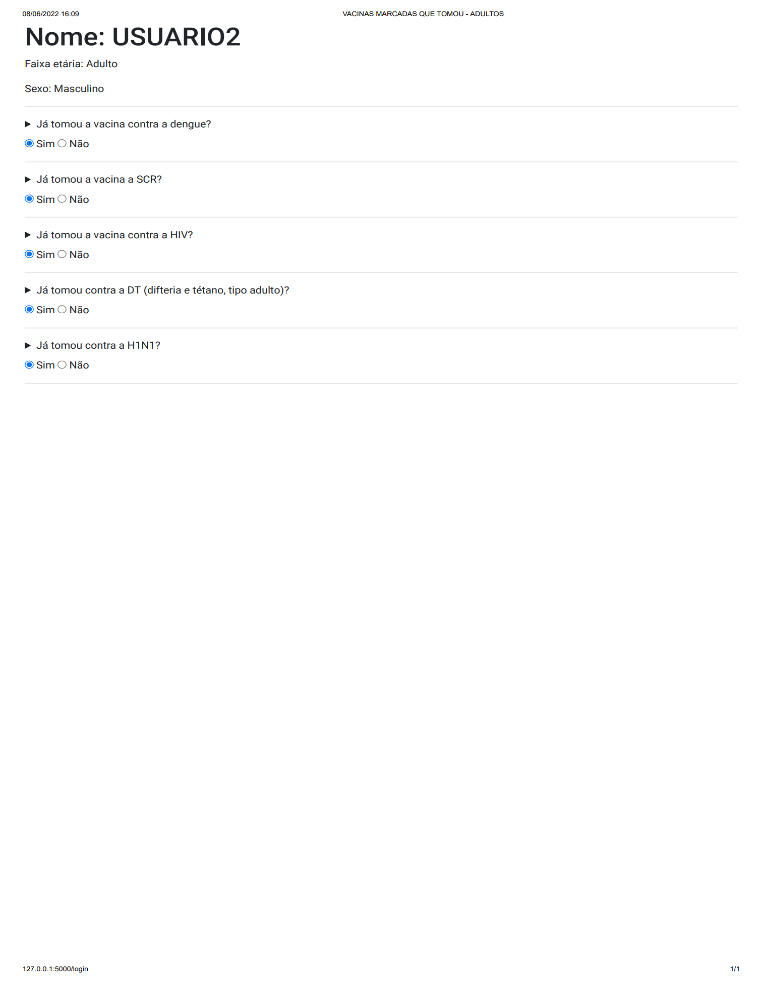 08/06/2022 16:09 VACINAS MARCADAS QUE TOMOU - ADULTOS
Nome: USUARIO2
Faixa etária: Adulto
Sexo: Masculino
Já tomou a vacina contra a dengue?
Sim Não
Já tomou a vacina a SCR?
Sim Não
Já tomou a vacina contra a HIV?
Sim Não
Já tomou contra a DT (difteria e tétano, tipo adulto)?
Sim Não
Já tomou contra a H1N1?
Sim Não
127.0.0.1:5000/login 1/1